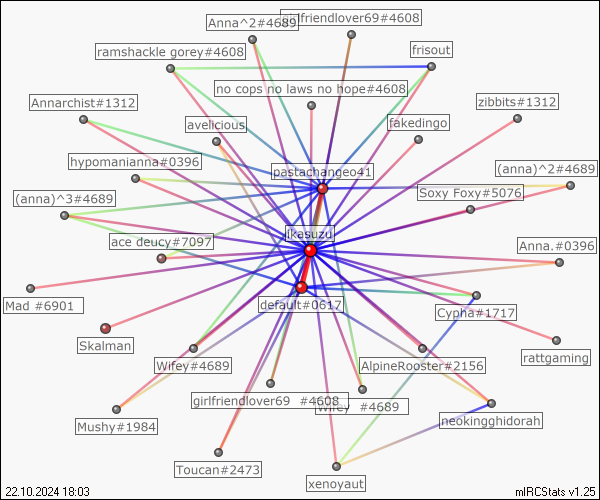 Anna^2#4689
girlfriendlover69#4608
ramshackle gorey#4608
frisout
no cops no laws no hope#4608
Annarchist#1312
zibbits#1312
avelicious
fakedingo
hypomanianna#0396
pastachangeo41
(anna)^2#4689
(anna)^3#4689
Soxy Foxy#5076
ikasuzu
ace deucy#7097
Anna.#0396
Mad #6901
default#0617
Cypha#1717
Skalman
rattgaming
Wifey#4689
AlpineRooster#2156
girlfriendlover69 #4608
Wifey #4689
Mushy#1984
neokingghidorah
Toucan#2473
xenoyaut
22.10.2024 18:03
mIRCStats v1.25